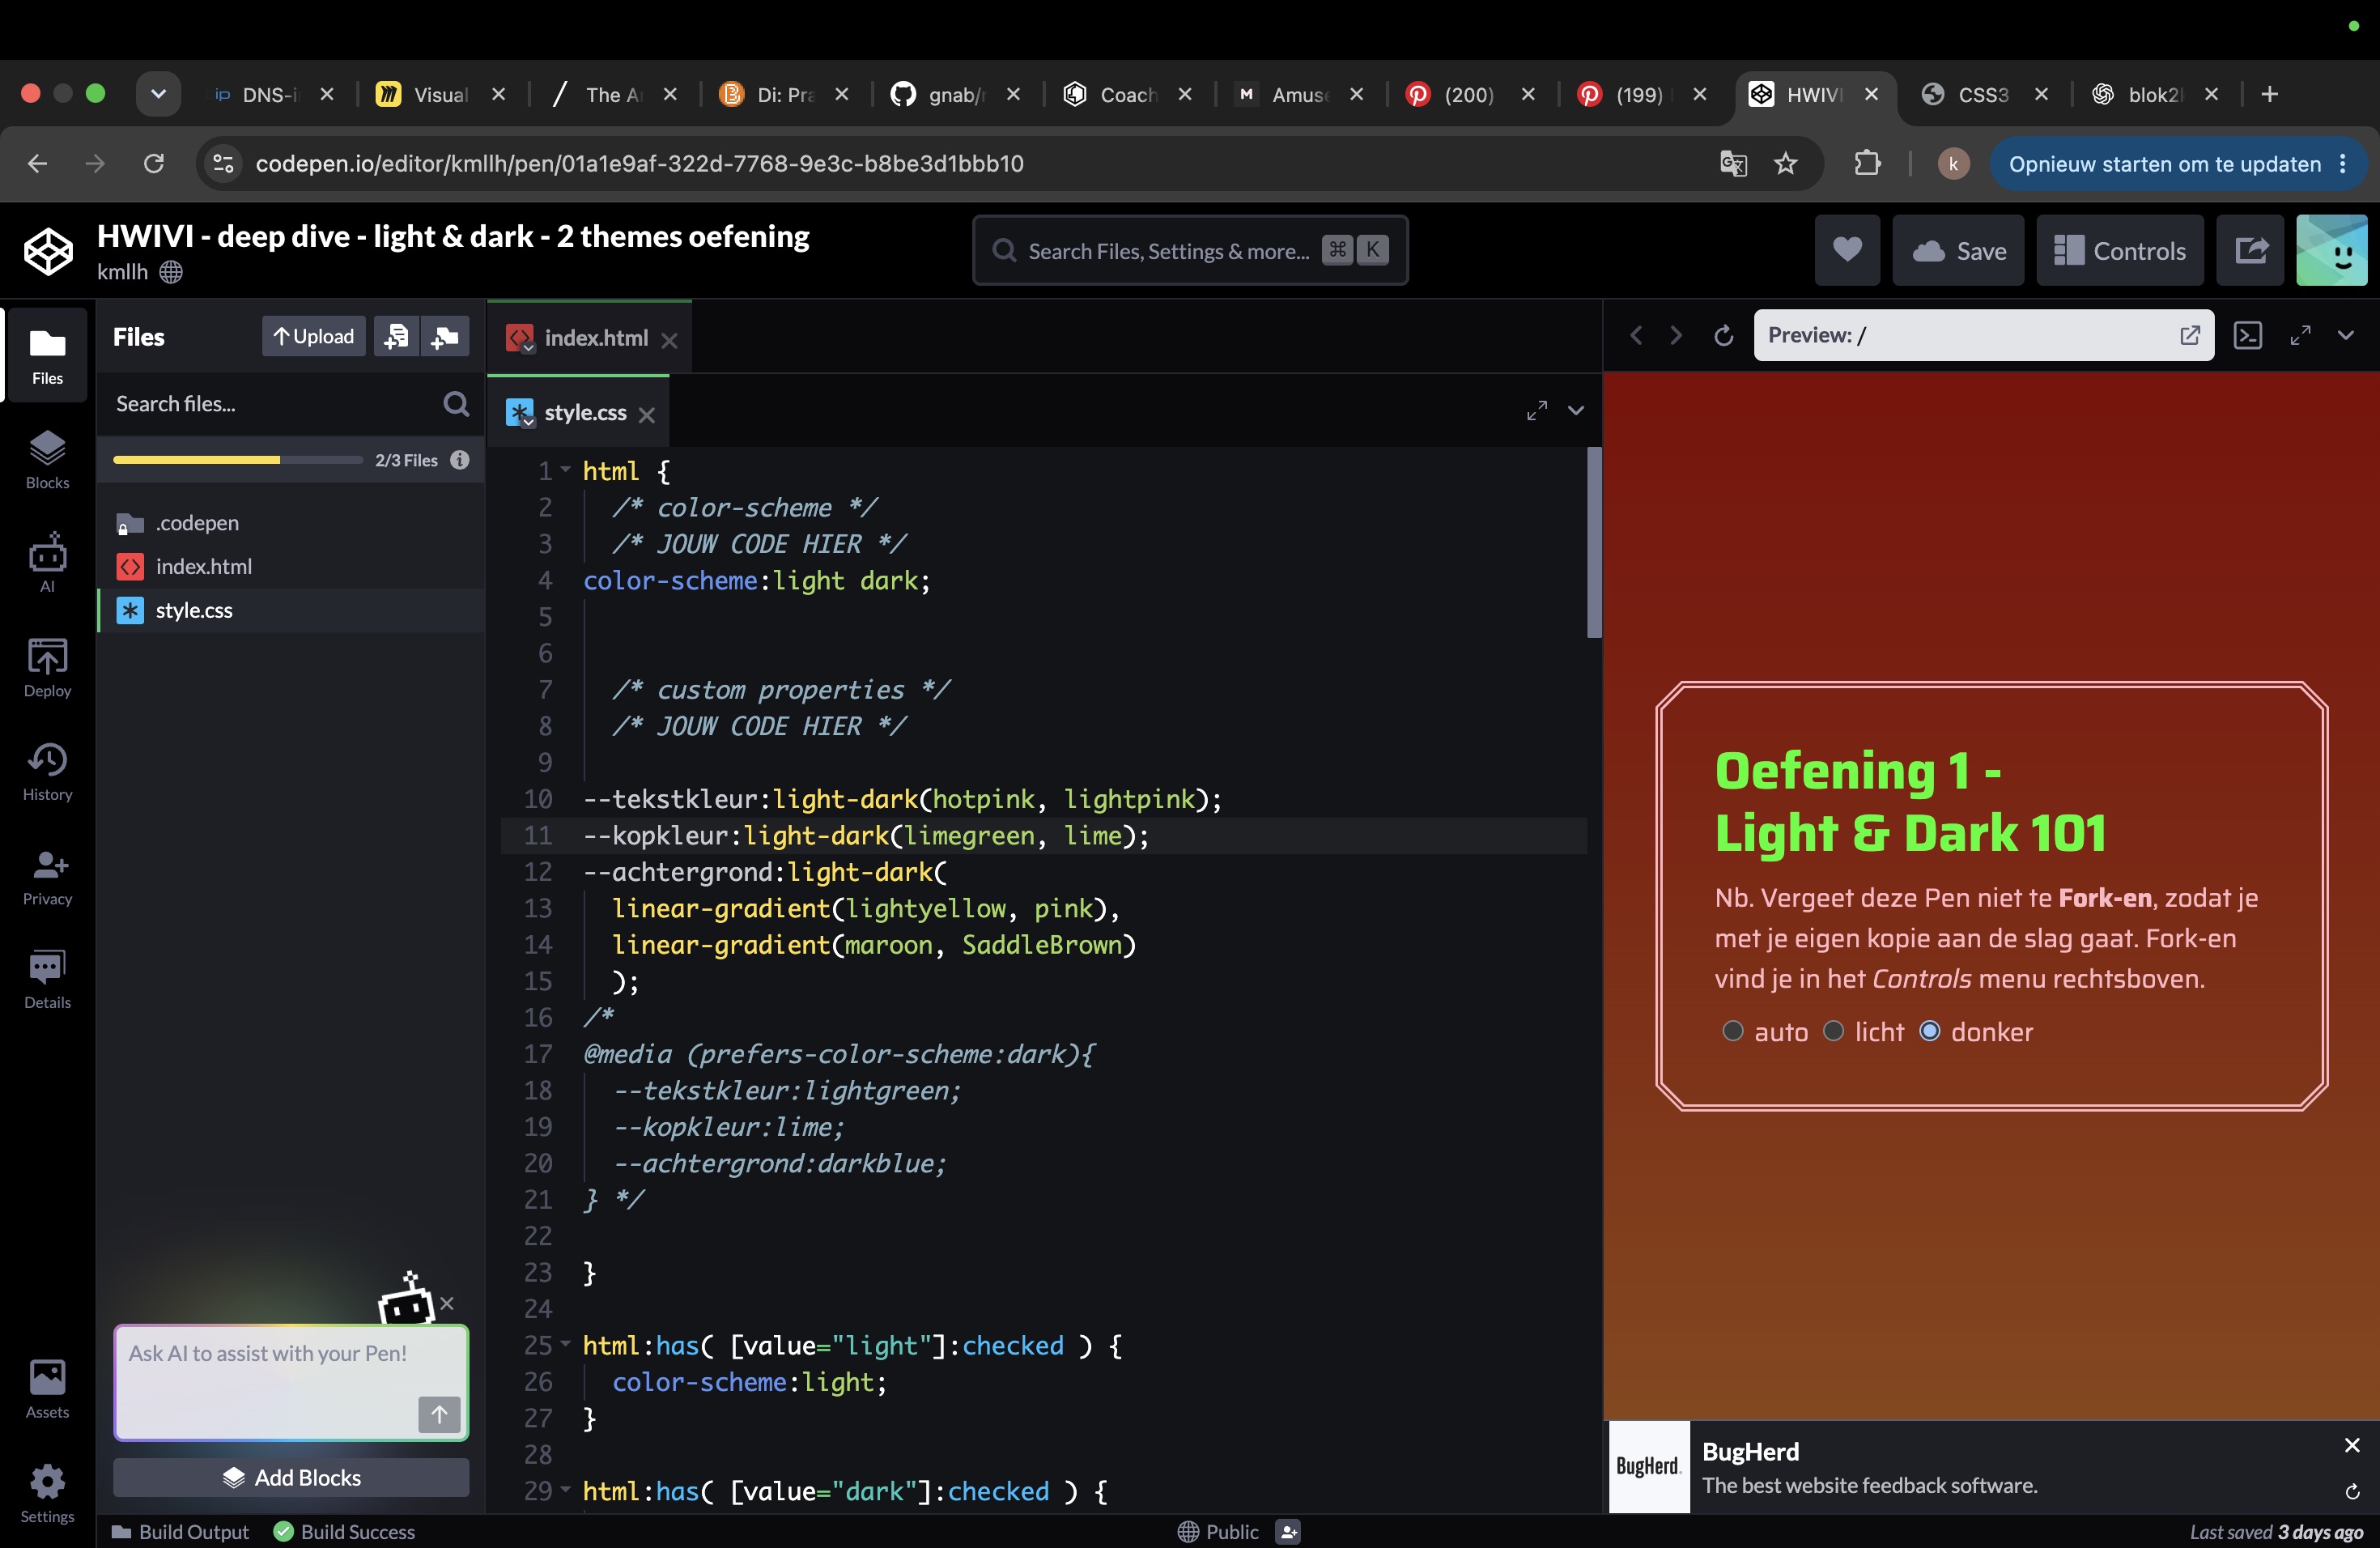 DNS-i
Visual
The A
Di: Pra
gnab/r
Coach
Amuse
(200)
(199)
HWIVI
CSS3
blok2
codepen.io/editor/kmllh/pen/01a1e9af-322d-7768-9e3c-b8be3d1bbb10
k
Opnieuw starten om te updaten
HWIVI - deep dive - light & dark - 2 themes oefening
kmllh
Search Files, Settings & more... ⌘ K
Save
Controls
Files
Blocks
AI
Deploy
History
Privacy
Details
Assets
Settings
Files
Upload
Search files...
2/3 Files
.codepen
index.html
style.css
Ask AI to assist with your Pen!
Add Blocks
index.html
style.css
1 html {
2 /* color-scheme */
3 /* JOUW CODE HIER */
4 color-scheme:light dark;
5
6
7 /* custom properties */
8 /* JOUW CODE HIER */
9
10 --tekstkleur:light-dark(hotpink, lightpink);
11 --kopkleur:light-dark(limegreen, lime);
12 --achtergrond:light-dark(
13 linear-gradient(lightyellow, pink),
14 linear-gradient(maroon, SaddleBrown)
15 );
16 /*
17 @media (prefers-color-scheme:dark){
18 --tekstkleur:lightgreen;
19 --kopkleur:lime;
20 --achtergrond:darkblue;
21 } */
22
23 }
24
25 html:has( [value="light"]:checked ) {
26 color-scheme:light;
27 }
28
29 html:has( [value="dark"]:checked ) {
Preview: /
Oefening 1 -
Light & Dark 101
Nb. Vergeet deze Pen niet te Fork-en, zodat je
met je eigen kopie aan de slag gaat. Fork-en
vind je in het Controls menu rechtsboven.
auto licht donker
BugHerd.
BugHerd
The best website feedback software.
Build Output
Build Success
Public
Last saved 3 days ago